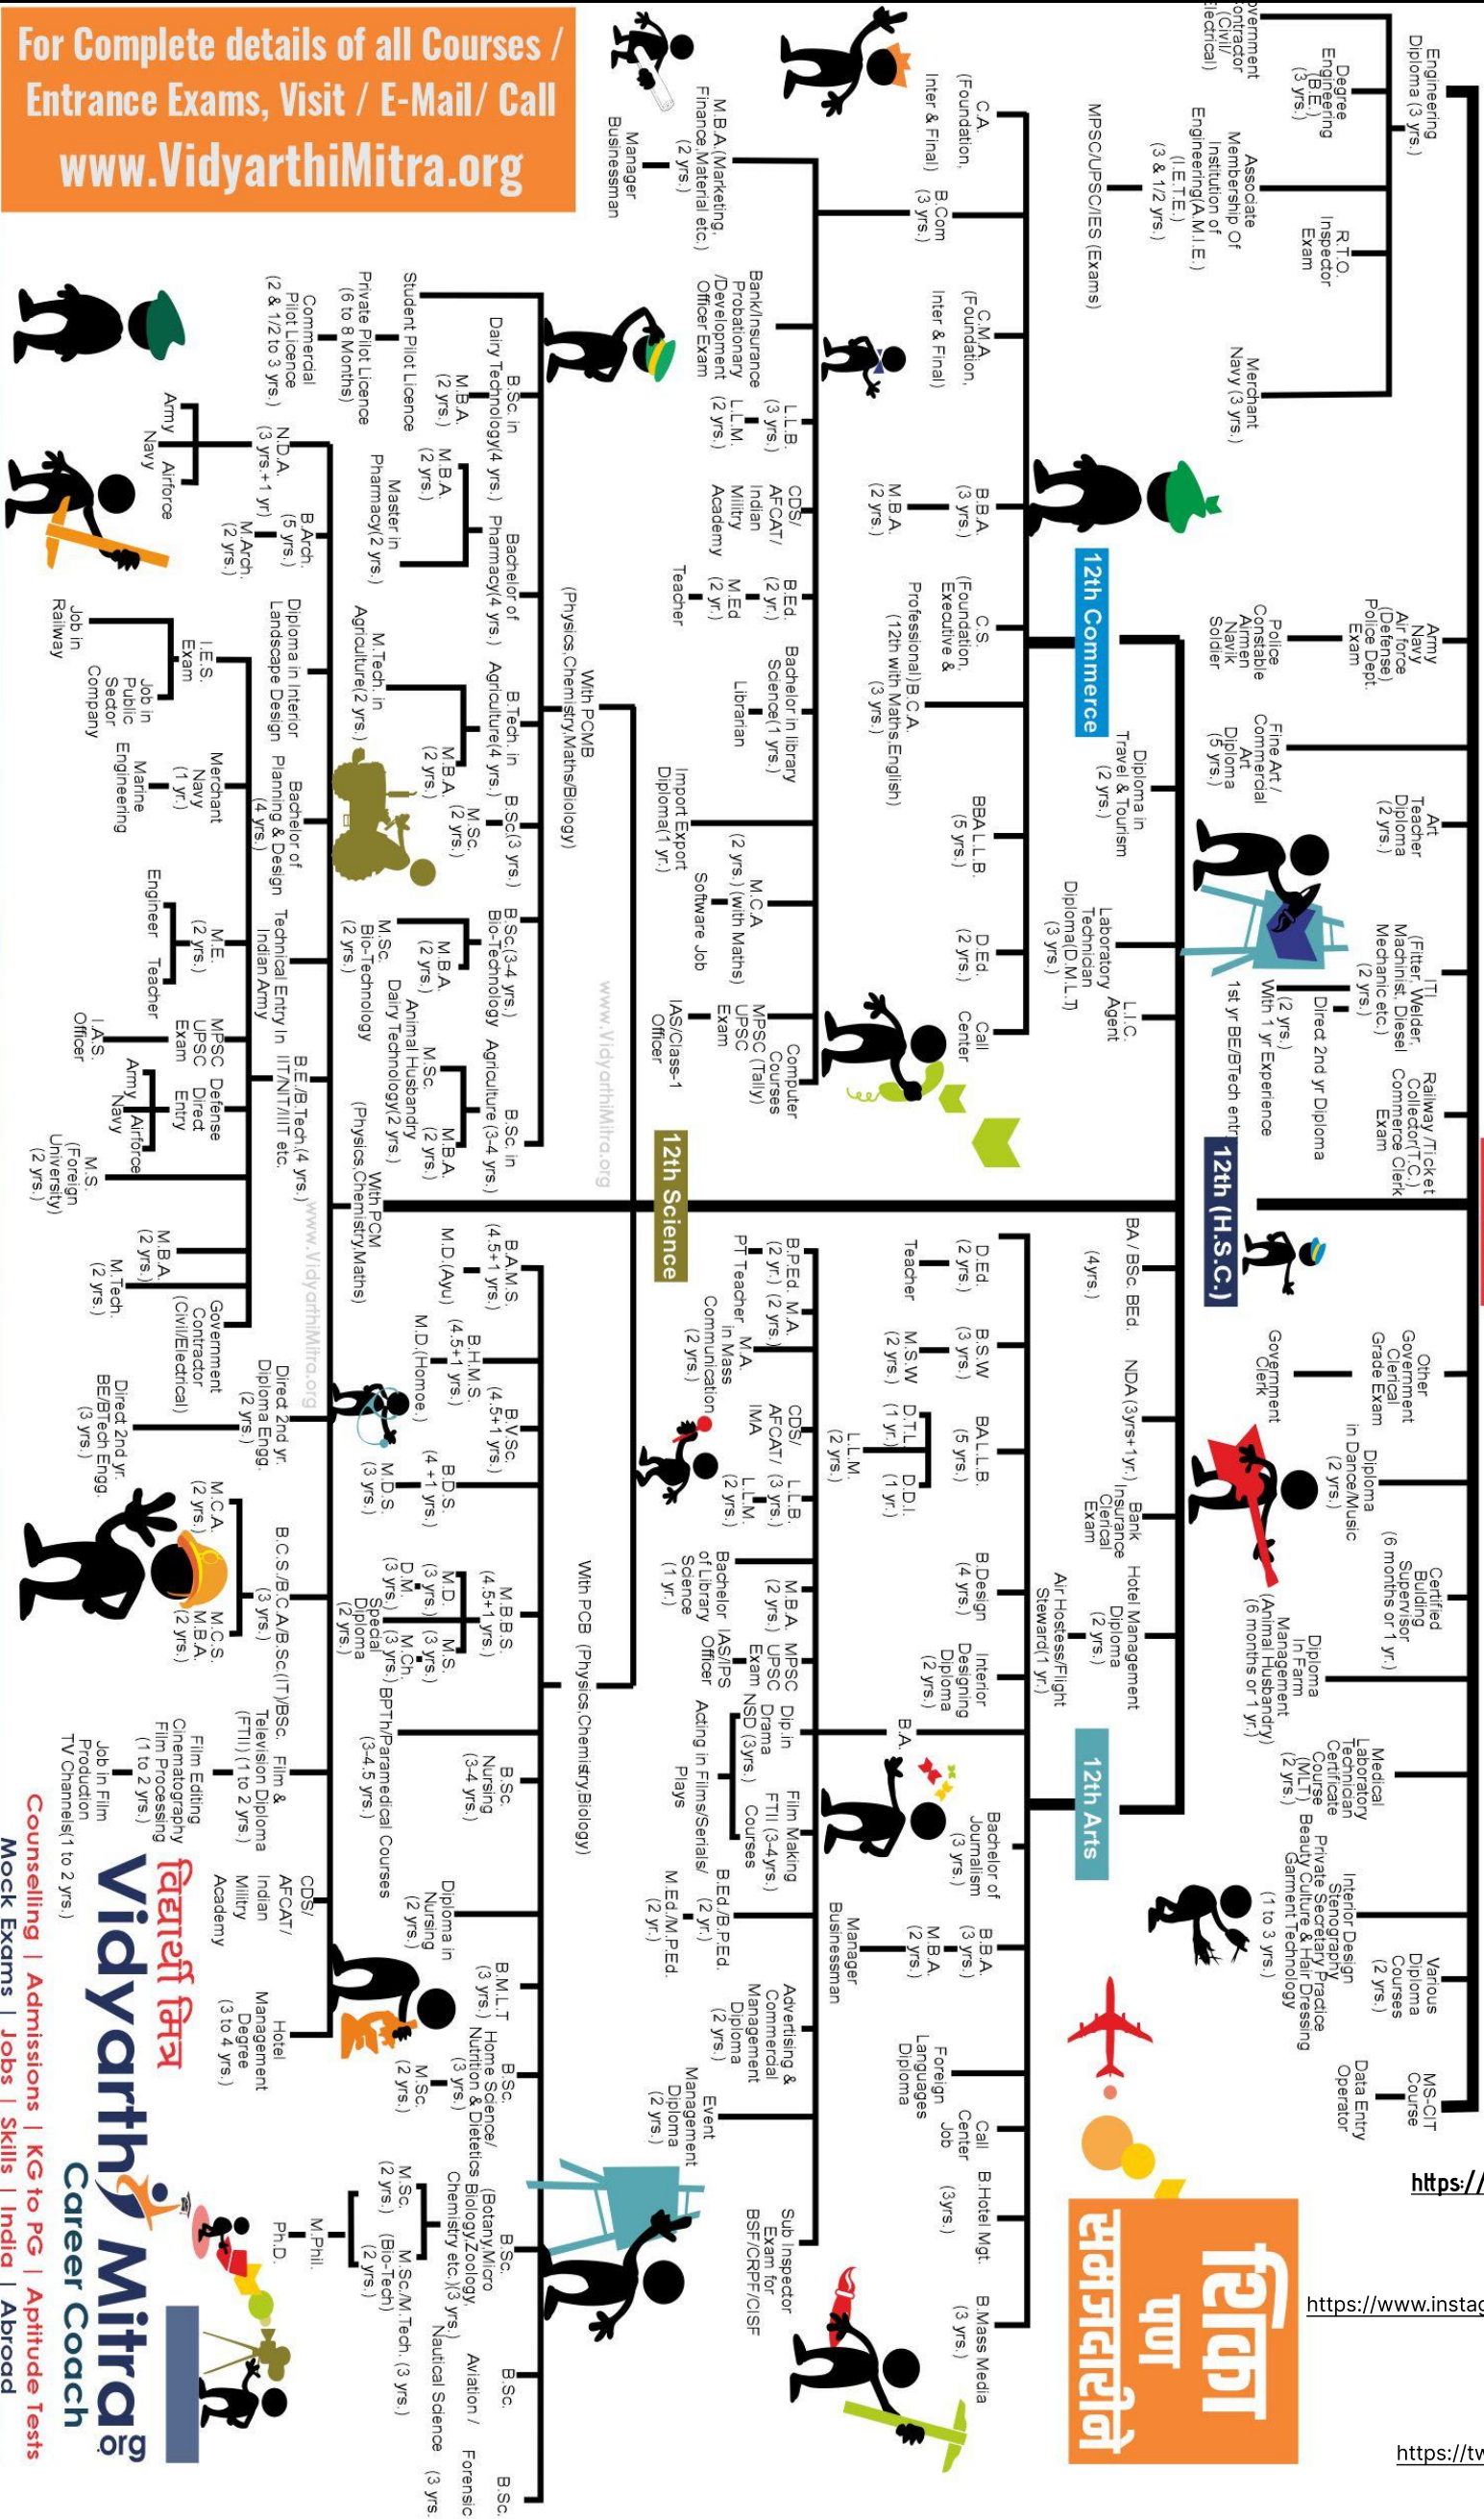 For Complete details of all Courses /
Entrance Exams, Visit / E-Mail/ Call
www.VidyarthiMitra.org
Engineering
Diploma (3 yrs.)
Degree
Engineering
(B.E.)
(3 yrs.)
Associate
Membership Of
Institution of
Engineering(A.M.I.E.)
(I.E.T.E.)
(3 & 1/2 yrs.)
MPSC/UPSC/IES (Exams)
R.T.O.
Inspector
Exam
Merchant
Navy (3 yrs.)
Army
Navy
Air force
(Defense)
Police Dept.
Exam
Police
Constable
Airmen
Navik
Soldier
Fine Art /
Commercial
Art
Diploma
(5 yrs.)
Art
Teacher
Diploma
(2 yrs.)
ITI
(Fitter, Welder,
Machinist, Diesel
Mechanic etc.)
(2 yrs.)
Direct 2nd yr Diploma
(2 yrs.)
With 1 yr Experience
1st yr BE/BTech entr
Railway /Ticket
Collector(T.C.)
Commerce Clerk
Exam
12th (H.S.C.)
Other
Government
Clerical
Grade Exam
Government
Clerk
Diploma
in Dance/Music
(2 yrs.)
Certified
Bulding
Supervisor
(6 months or 1 yr.)
Diploma
In Farm
Management
(Animal Husbandry)
(6 months or 1 yr.)
Medical
Laboratory
Technician
Certificate
Course
(MLT)
(2 yrs.)
Interior Design
Stenography
Private Secretary Practice
Beauty Culture & Hair Dressing
Garment Technology
(1 to 3 yrs.)
Various
Diploma
Courses
(2 yrs.)
MS-CIT
Course
Data Entry
Operator
https://
https://www.instag
https://tw
शिका
पण
समजदारीने
12th Commerce
Diploma in
Travel & Tourism
(2 yrs.)
Laboratory
Technician
Diploma(D.M.L.T)
(3 yrs.)
L.I.C.
Agent
BA / BSc. BEd.
(4yrs.)
NDA (3yrs+1yr.)
Bank
Insurance
Clerical
Exam
Hotel Management
Diploma
(2 yrs.)
Air Hostess/Flight
Steward(1 yr.)
12th Arts
C.A.
(Foundation,
Inter & Final)
B.Com
(3 yrs.)
C.M.A.
(Foundation,
Inter & Final)
B.B.A.
(3 yrs.)
M.B.A.
(2 yrs.)
C.S.
(Foundation,
Executive &
Professional)
B.C.A.
(12th with Maths,English)
(3 yrs.)
BBA L.L.B.
(5 yrs.)
D.Ed.
(2 yrs.)
Call
Center
M.B.A.(Marketing,
Finance,Material etc.)
(2 yrs.)
Manager
Businessman
Bank/Insurance
Probationary
/Development
Officer Exam
L.L.B.
(3 yrs.)
L.L.M.
(2 yrs.)
CDS/
AFCAT/
Indian
Militry
Academy
B.Ed.
(2 yr.)
M.Ed
(2 yr.)
Teacher
Bachelor in library
Science(1 yrs.)
Librarian
Import Export
Diploma(1 yr.)
M.C.A
(2 yrs.) (with Maths)
Software Job
Computer
Courses
(Tally)
MPSC
UPSC
Exam
IAS/Class-1
Officer
D.Ed.
(2 yrs.)
Teacher
B.S.W
(3 yrs.)
M.S.W
(2 yrs.)
BA L.L.B.
(5 yrs.)
D.T.L.
(1 yr.)
D.D.I.
(1 yr.)
L.L.M.
(2 yrs.)
B.Design
(4 yrs.)
Interior
Designing
Diploma
(2 yrs.)
B.A.
Bachelor of
Journalism
(3 yrs.)
B.B.A.
(3 yrs.)
M.B.A.
(2 yrs.)
Manager
Businessman
Foreign
Languages
Diploma
Call
Center
Job
B.Hotel Mgt.
(3yrs.)
B.Mass Media
(3 yrs.)
B.P.Ed.
(2 yr.)
PT Teacher
M.A.
(2 yrs.)
M.A.
in Mass
Communication
(2 yrs.)
CDS/
AFCAT/
IMA
L.L.B.
(3 yrs.)
L.L.M.
(2 yrs.)
Bachelor
of Library
Science
(1 yr.)
M.B.A.
(2 yrs.)
MPSC
UPSC
Exam
IAS/IPS
Officer
Dip.in
Drama
NSD (3yrs.)
Film Making
FTII (3-4yrs.)
Courses
Acting in Films/Serials/
Plays
B.Ed./B.P.Ed.
(2 yr.)
M.Ed./M.P.Ed.
(2 yr.)
Advertising &
Commercial
Management
Diploma
(2 yrs.)
Event
Management
Diploma
(2 yrs.)
Sub Inspector
Exam for
BSF/CRPF/CISF
12th Science
www.VidyarthiMitra.org
With PCMB
(Physics,Chemistry,Maths/Biology)
Student Pilot Licence
Private Pilot Licence
(6 to 8 Months)
Commercial
Pilot Licence
(2 & 1/2 to 3 yrs.)
B.Sc. in
Dairy Technology(4 yrs.)
M.B.A.
(2 yrs.)
Bachelor of
Pharmacy(4 yrs.)
M.B.A.
(2 yrs.)
Master in
Pharmacy(2 yrs.)
B.Tech. in
Agriculture(4 yrs.)
M.Tech. in
Agriculture(2 yrs.)
M.B.A.
(2 yrs.)
B.Sc(3 yrs.)
M.Sc.
(2 yrs.)
B.Sc.(3-4 yrs.)
Bio-Technology
M.B.A.
(2 yrs.)
M.Sc.
Bio-Technology
(2 yrs.)
B.Sc. in
Agriculture (3-4 yrs.)
M.Sc.
Animal Husbandry
Dairy Technology(2 yrs.)
M.B.A.
(2 yrs.)
With PCB (Physics,Chemistry,Biology)
B.A.M.S.
(4.5+1 yrs.)
M.D.(Ayu)
B.H.M.S.
(4.5+1 yrs.)
M.D.(Homoe.)
B.V.Sc.
(4.5+1 yrs.)
B.D.S.
(4 +1 yrs.)
M.D.S
(3 yrs.)
M.B.B.S.
(4.5+1 yrs.)
M.D.
(3 yrs.)
M.S.
(3 yrs.)
D.M.
(3 yrs.)
M.Ch.
(3 yrs.)
Special
Diploma
(2 yrs.)
BPTh/Paramedical Courses
(3-4.5 yrs.)
B.Sc.
Nursing
(3-4 yrs.)
Diploma in
Nursing
(2 yrs.)
B.M.L.T
(3 yrs.)
B.Sc.
Home Science/
Nutrition & Dietetics
(3 yrs.)
M.Sc.
(2 yrs.)
B.Sc.
(Botany,Micro
Biology,Zoology,
Chemistry etc.)(3 yrs.)
M.Sc.
(2 yrs.)
M.Sc/M.Tech. (3 yrs.)
(Bio-Tech)
(2 yrs.)
M.Phil.
Ph.D.
B.Sc.
Aviation /
Nautical Science
(3 yrs.
B.Sc.
Forensic
With PCM
(Physics,Chemistry,Maths)
www.VidyarthiMitra.org
N.D.A.
(3 yrs.+1 yr)
Army
Airforce
Navy
B.Arch.
(5 yrs.)
M.Arch.
(2 yrs.)
Diploma in Interior
Landscape Design
Bachelor of
Planning & Design
(4 yrs.)
Technical Entry In
Indian Army
B.E./B.Tech.(4 yrs.)
IIT/NIT/IIIT etc.
I.E.S.
Exam
Job in
Railway
Job in
Public
Sector
Company
Merchant
Navy
(1 yr.)
Marine
Engineering
M.E.
(2 yrs.)
Engineer
Teacher
MPSC
UPSC
Exam
I.A.S.
Officer
Defense
Direct
Entry
Army
Airforce
Navy
M.S.
(Foreign
University)
(2 yrs.)
M.B.A.
(2 yrs.)
M.Tech.
(2 yrs.)
Government
Contractor
(Civil/Electrical)
Direct 2nd yr.
Diploma Engg.
(2 yrs.)
Direct 2nd yr.
BE/BTech Engg.
(3 yrs.)
B.C.S./B.C.A/B.Sc.(IT)/BSc.
(3 yrs.)
M.C.A.
(2 yrs.)
M.C.S.
M.B.A.
(2 yrs.)
Film &
Television Diploma
(FTII) (1 to 2 yrs.)
Film Editing
Cinematography
Film Processing
(1 to 2 yrs.)
Job in Film
Production
TV Channels(1 to 2 yrs.)
CDS/
AFCAT/
Indian
Militry
Academy
Hotel
Management
Degree
(3 to 4 yrs.)
विद्यार्थी मित्र
Vidyarthi Mitra.org
Career Coach
Counselling | Admissions | KG to PG | Aptitude Tests
Mock Exams | Jobs | Skills | India | Abroad